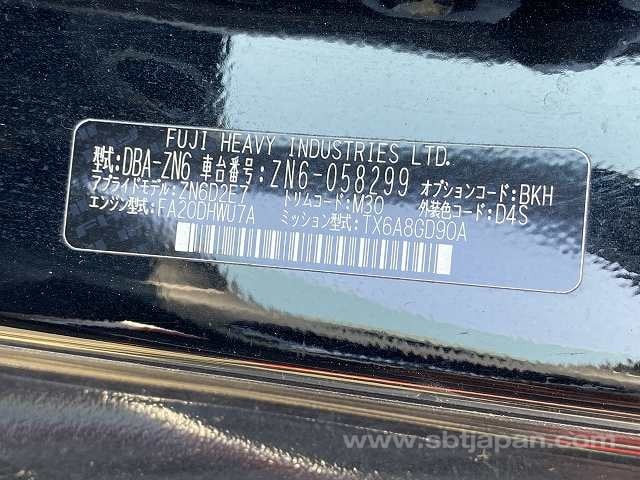 FUJI HEAVY INDUSTRIES LTD.
型式:DBA-ZN6 車台番号:ZN6-058299 オプションコード:BKH
アプライドモデル:ZN6D2E7 トリムコード:M30 外装色コード:D4S
エンジン型式:FA20DHWU7A ミッション型式:TX6A8GD90A
www.sbtjapan.com